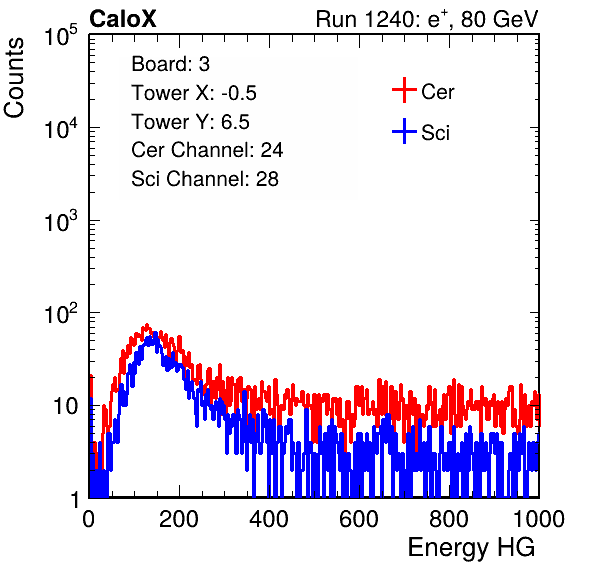 CaloX Run 1240: e⁺, 80 GeV
Counts
10⁵
10⁴
10³
10²
10
1
Board: 3
Tower X: -0.5
Tower Y: 6.5
Cer Channel: 24
Sci Channel: 28
Cer
Sci
0 200 400 600 800 1000
Energy HG